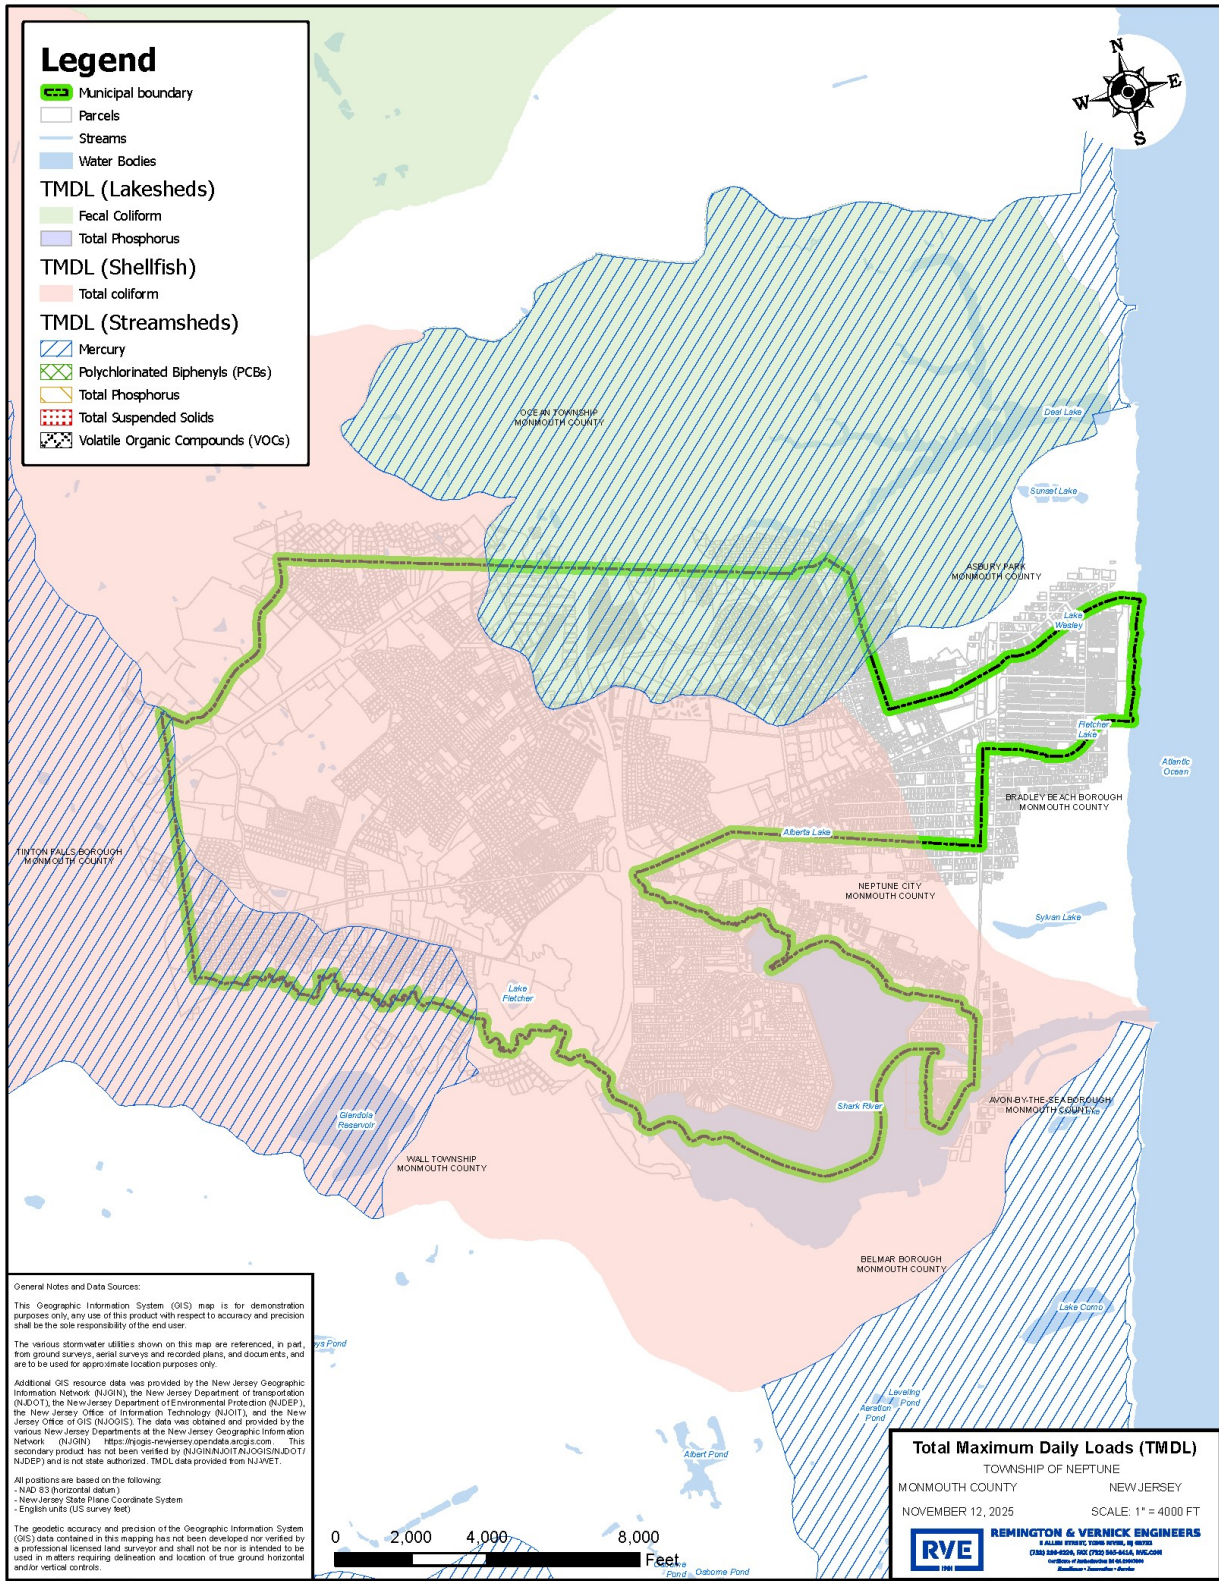 Legend
Municipal boundary
Parcels
Streams
Water Bodies
TMDL (Lakesheds)
Fecal Coliform
Total Phosphorus
TMDL (Shellfish)
Total coliform
TMDL (Streamsheds)
Mercury
Polychlorinated Biphenyls (PCBs)
Total Phosphorus
Total Suspended Solids
Volatile Organic Compounds (VOCs)
N
E
W
S
OCEAN TOWNSHIP
MONMOUTH COUNTY
Deal Lake
Sunset Lake
ASBURY PARK
MONMOUTH COUNTY
Lake
Wesley
Fletcher
Lake
Atlantic
Ocean
BRADLEY BEACH BOROUGH
MONMOUTH COUNTY
Alberta Lake
TINTON FALLS BOROUGH
MONMOUTH COUNTY
NEPTUNE CITY
MONMOUTH COUNTY
Sylvan Lake
Lake
Fletcher
Shark River
AVON-BY-THE-SEA BOROUGH
MONMOUTH COUNTY
Glendola
Reservoir
WALL TOWNSHIP
MONMOUTH COUNTY
BELMAR BOROUGH
MONMOUTH COUNTY
Lake Como
ys Pond
Leveling
Pond
Aeration
Pond
Albert Pond
Pond
Osborne Pond
General Notes and Data Sources:
This Geographic Information System (GIS) map is for demonstration
purposes only, any use of this product with respect to accuracy and precision
shall be the sole responsibility of the end user.
The various stormwater utilities shown on this map are referenced, in part,
from ground surveys, aerial surveys and recorded plans, and documents, and
are to be used for approximate location purposes only.
Additional GIS resource data was provided by the New Jersey Geographic
Information Network (NJGIN), the New Jersey Department of transportation
(NJDOT), the New Jersey Department of Environmental Protection (NJDEP),
the New Jersey Office of Information Technology (NJOIT), and the New
Jersey Office of GIS (NJOGIS). The data was obtained and provided by the
various New Jersey Departments at the New Jersey Geographic Information
Network (NJGIN) https://njogis-newjersey.opendata.arcgis.com. This
secondary product has not been verified by (NJGIN/NJOIT/NJOGIS/NJDOT/
NJDEP) and is not state authorized. TMDL data provided from NJ-WET.
All positions are based on the following:
- NAD 83 (horizontal datum)
- New Jersey State Plane Coordinate System
- English units (US survey feet)
The geodetic accuracy and precision of the Geographic Information System
(GIS) data contained in this mapping has not been developed nor verified by
a professional licensed land surveyor and shall not be nor is intended to be
used in matters requiring delineation and location of true ground horizontal
and/or vertical controls.
0 2,000 4,000 8,000
Feet
Total Maximum Daily Loads (TMDL)
TOWNSHIP OF NEPTUNE
MONMOUTH COUNTY NEW JERSEY
NOVEMBER 12, 2025 SCALE: 1" = 4000 FT
RVE
1901
REMINGTON & VERNICK ENGINEERS
9 ALLEN STREET, TOMS RIVER, NJ 08753